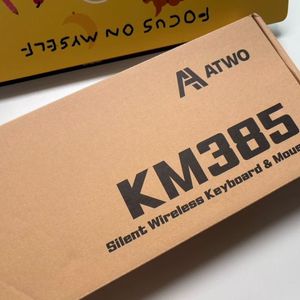 FOCUS ON MYSELF
ATWO
KM385
Silent Wireless Keyboard & Mouse